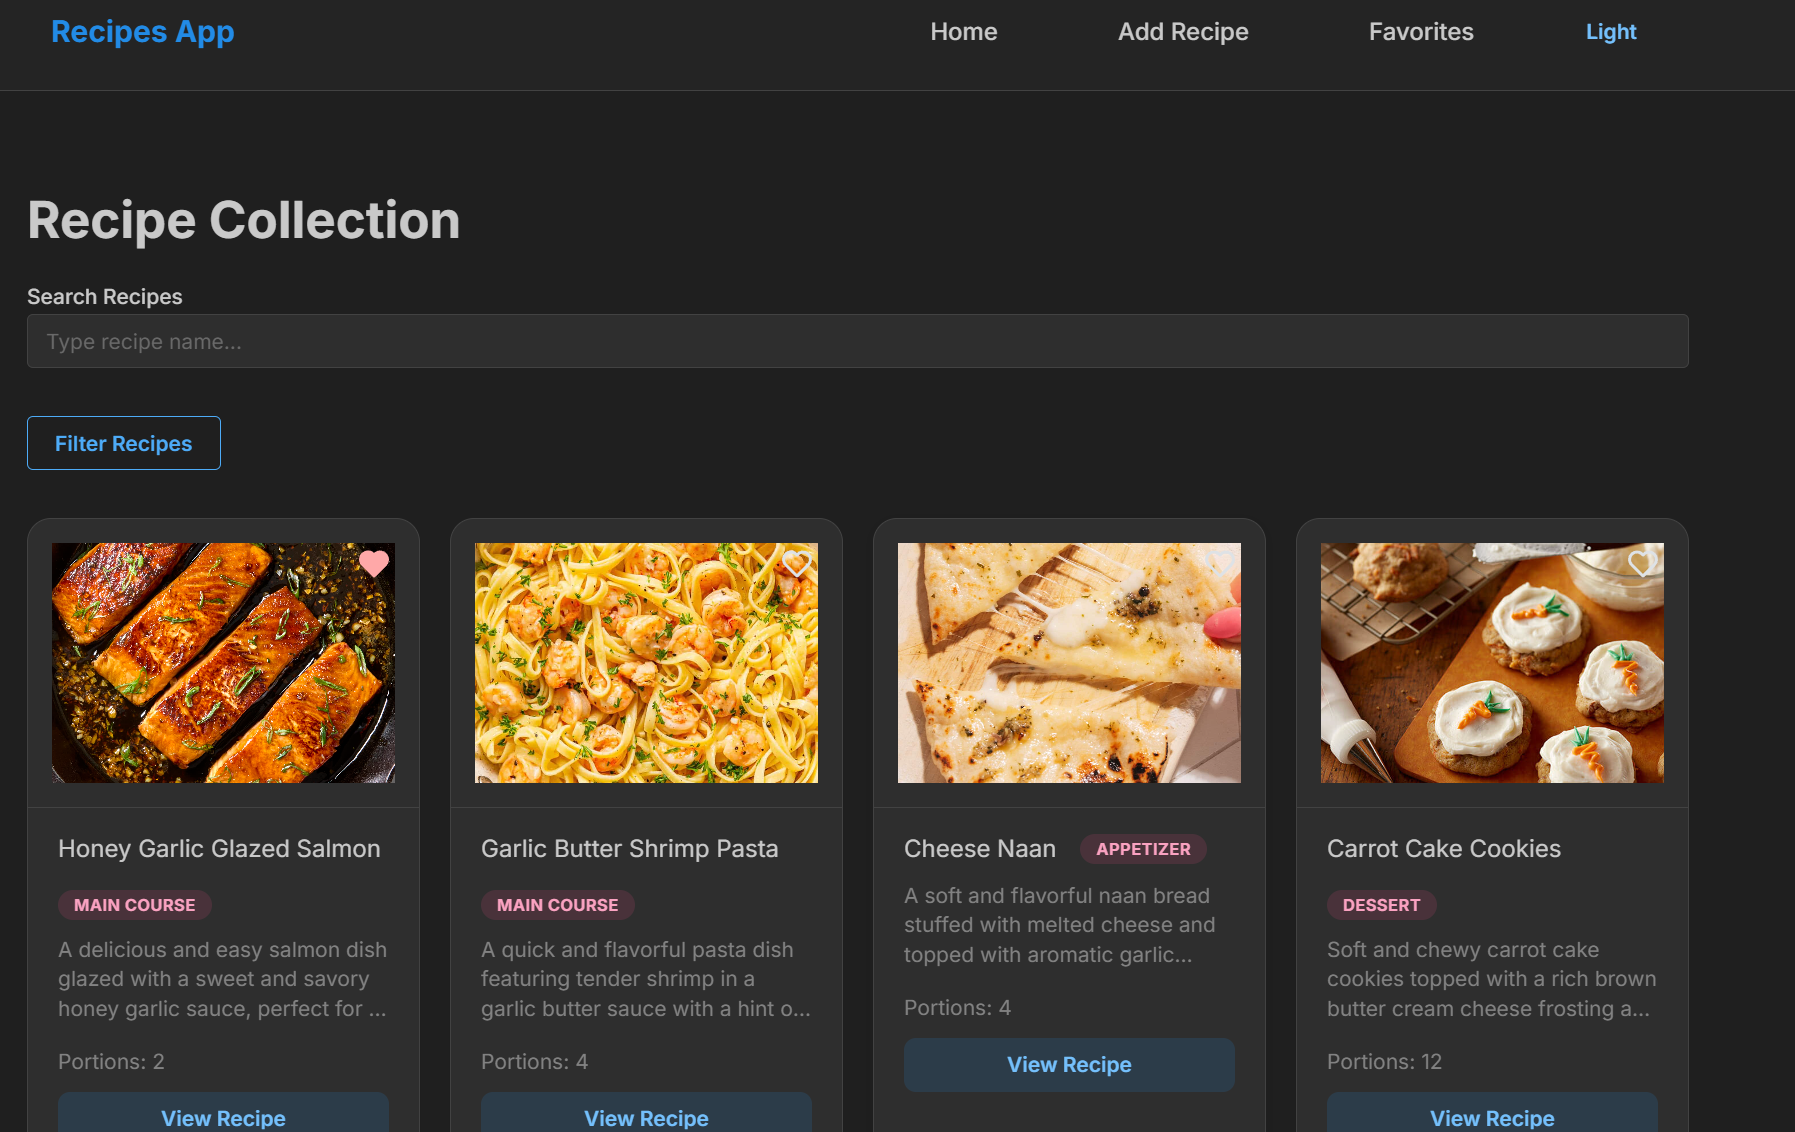 Recipes App
Home
Add Recipe
Favorites
Light
Recipe Collection
Search Recipes
Type recipe name...
Filter Recipes
Honey Garlic Glazed Salmon
MAIN COURSE
A delicious and easy salmon dish
glazed with a sweet and savory
honey garlic sauce, perfect for ...
Portions: 2
View Recipe
Garlic Butter Shrimp Pasta
MAIN COURSE
A quick and flavorful pasta dish
featuring tender shrimp in a
garlic butter sauce with a hint o...
Portions: 4
View Recipe
Cheese Naan
APPETIZER
A soft and flavorful naan bread
stuffed with melted cheese and
topped with aromatic garlic...
Portions: 4
View Recipe
Carrot Cake Cookies
DESSERT
Soft and chewy carrot cake
cookies topped with a rich brown
butter cream cheese frosting a...
Portions: 12
View Recipe